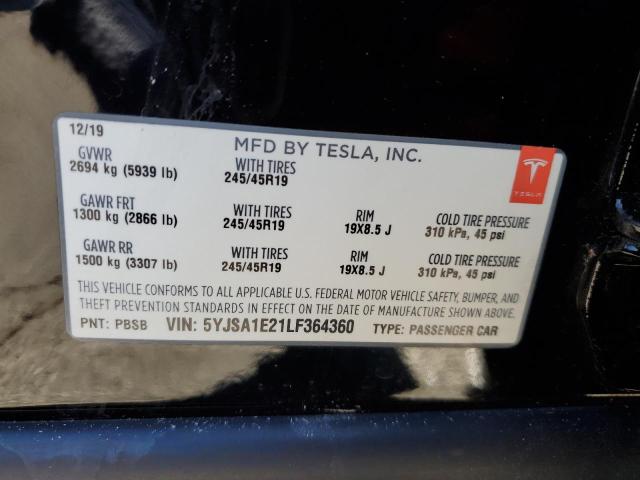 12/19
MFD BY TESLA, INC.
GVWR
2694 kg (5939 lb)
WITH TIRES
245/45R19
TESLA
GAWR FRT
1300 kg (2866 lb)
WITH TIRES
245/45R19
RIM
19X8.5 J
COLD TIRE PRESSURE
310 kPa, 45 psi
GAWR RR
1500 kg (3307 lb)
WITH TIRES
245/45R19
RIM
19X8.5 J
COLD TIRE PRESSURE
310 kPa, 45 psi
THIS VEHICLE CONFORMS TO ALL APPLICABLE U.S. FEDERAL MOTOR VEHICLE SAFETY, BUMPER, AND
THEFT PREVENTION STANDARDS IN EFFECT ON THE DATE OF MANUFACTURE SHOWN ABOVE.
PNT: PBSB VIN: 5YJSA1E21LF364360 TYPE: PASSENGER CAR